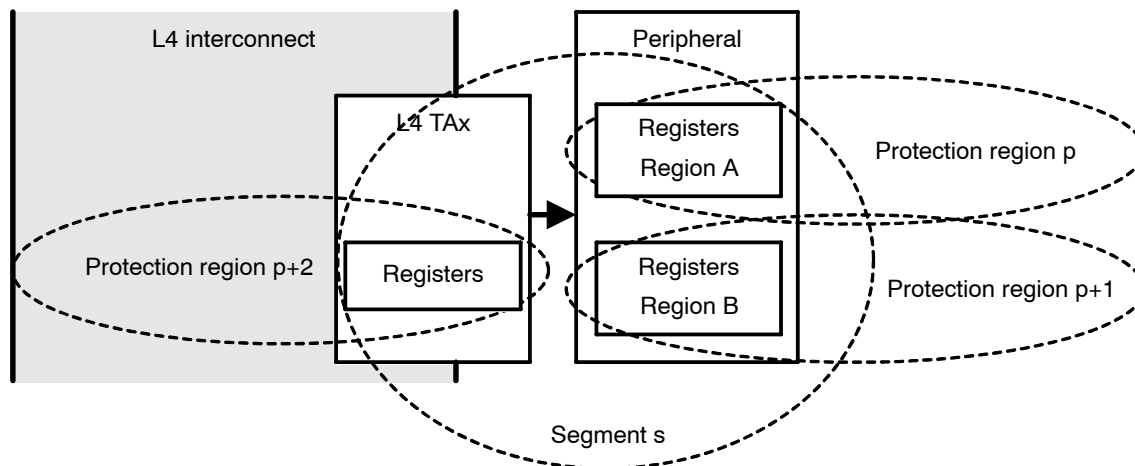 L4 interconnect
Peripheral
L4 TAx
Registers
Region A
Protection region p
Protection region p+2
Registers
Registers
Region B
Protection region p+1
Segment s